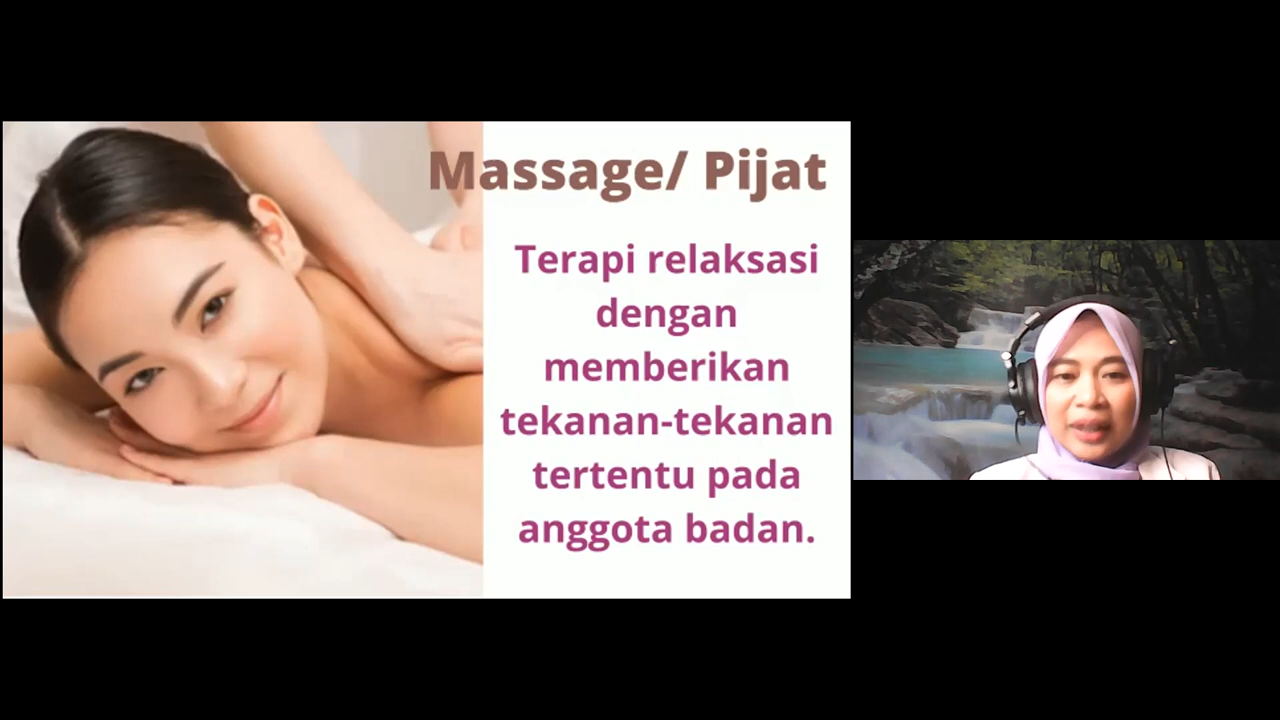 Massage/ Pijat
Terapi relaksasi
dengan
memberikan
tekanan-tekanan
tertentu pada
anggota badan.